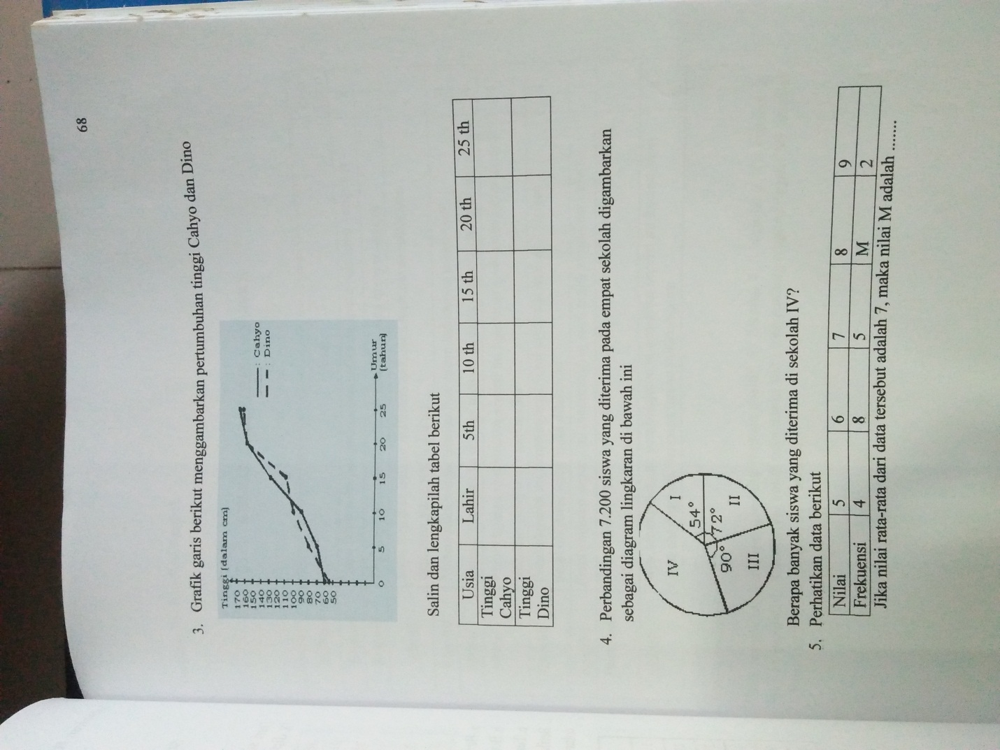 68
3. Grafik garis berikut menggambarkan pertumbuhan tinggi Cahyo dan Dino
Tinggi (dalam cm)
170
160
150
140
130
120
110
100
90
80
70
60
50
: Cahyo
: Dino
0 5 10 15 20 25
Umur
(tahun)
Salin dan lengkapilah tabel berikut
Usia Lahir 5th 10 th 15 th 20 th 25 th
Tinggi
Cahyo
Tinggi
Dino
4. Perbandingan 7.200 siswa yang diterima pada empat sekolah digambarkan
sebagai diagram lingkaran di bawah ini
I
IV
54°
72°
90°
II
III
Berapa banyak siswa yang diterima di sekolah IV?
5. Perhatikan data berikut
Nilai 5 6 7 8 9
Frekuensi 4 8 5 M 2
Jika nilai rata-rata dari data tersebut adalah 7, maka nilai M adalah .......